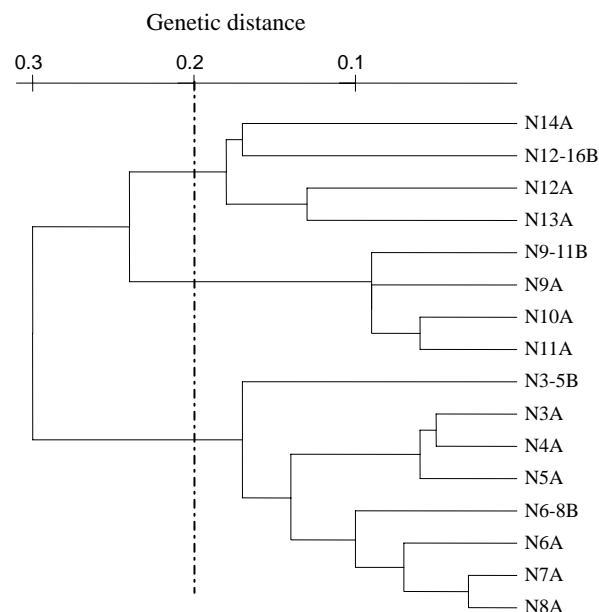 Genetic distance
0.3 0.2 0.1
N14A
N12-16B
N12A
N13A
N9-11B
N9A
N10A
N11A
N3-5B
N3A
N4A
N5A
N6-8B
N6A
N7A
N8A